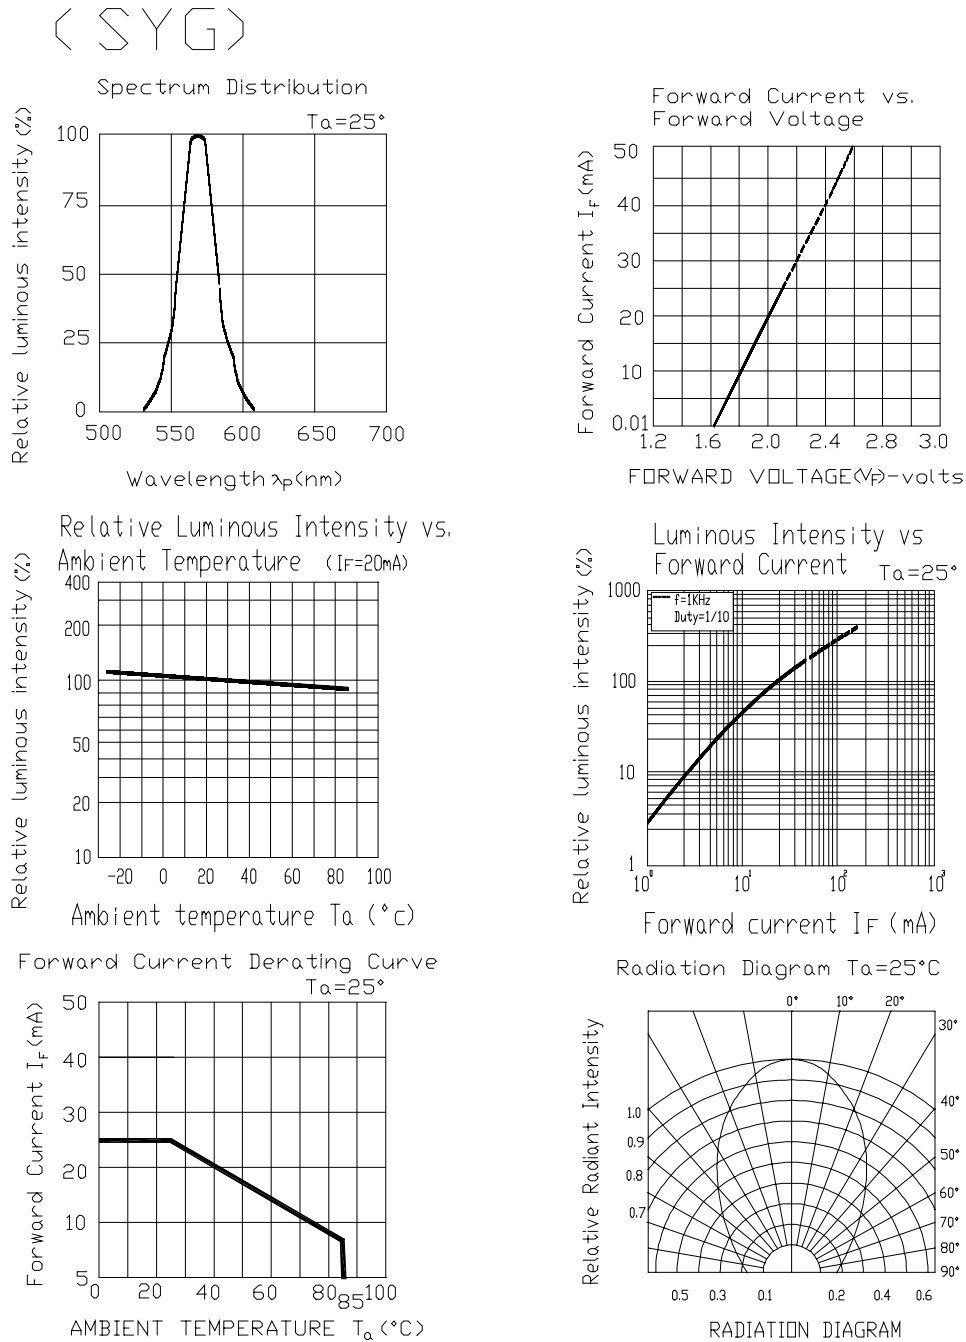 (SYG)
Spectrum Distribution
Ta=25°
Relative luminous intensity(%)
100
75
50
25
0
500 550 600 650 700
Wavelength λp(nm)
Forward Current vs.
Forward Voltage
Forward Current IF(mA)
50
40
30
20
10
0.01
1.2 1.6 2.0 2.4 2.8 3.0
FORWARD VOLTAGE(VF)-volts
Relative Luminous Intensity vs.
Ambient Temperature (IF=20mA)
Relative luminous intensity(%)
400
200
100
50
20
10
-20 0 20 40 60 80 100
Ambient temperature Ta (°c)
Luminous Intensity vs
Forward Current Ta=25°
Relative luminous intensity(%)
f=1KHz
Duty=1/10
1000
100
10
1
10⁰ 10¹ 10² 10³
Forward current IF (mA)
Forward Current Derating Curve
Ta=25°
Forward Current IF(mA)
50
40
30
20
10
5
0 20 40 60 80 85 100
AMBIENT TEMPERATURE Ta(°C)
Radiation Diagram Ta=25°C
Relative Radiant Intensity
0° 10° 20°
30°
40°
50°
60°
70°
80°
90°
1.0
0.9
0.8
0.7
0.5 0.3 0.1 0.2 0.4 0.6
RADIATION DIAGRAM